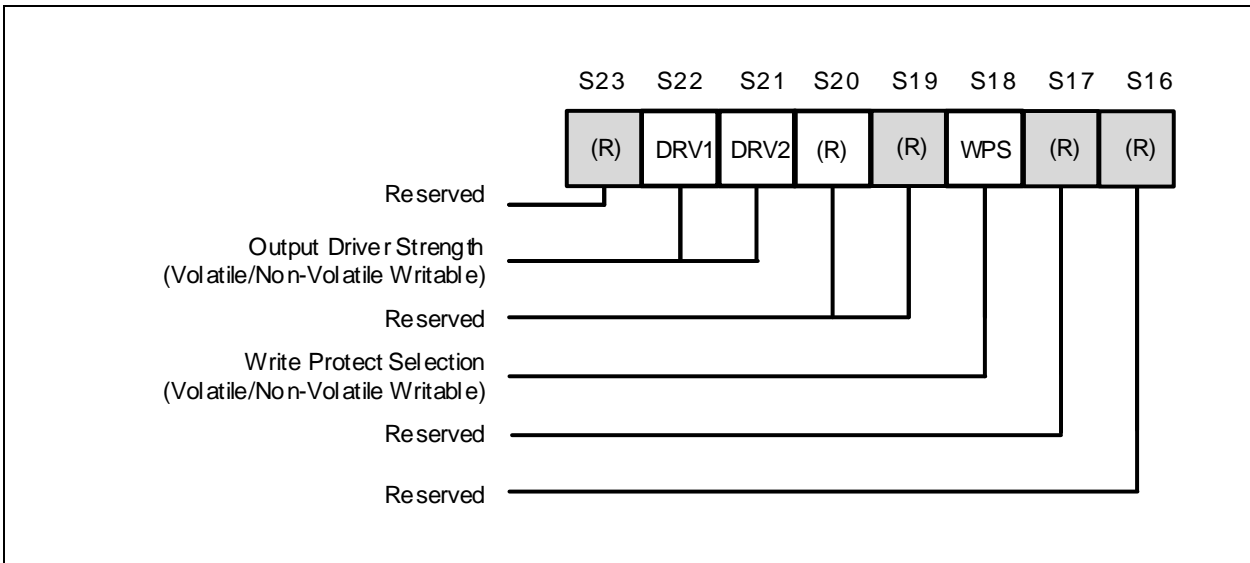 S23 S22 S21 S20 S19 S18 S17 S16
(R) DRV1 DRV2 (R) (R) WPS (R) (R)
Reserved
Output Driver Strength
(Volatile/Non-Volatile Writable)
Reserved
Write Protect Selection
(Volatile/Non-Volatile Writable)
Reserved
Reserved